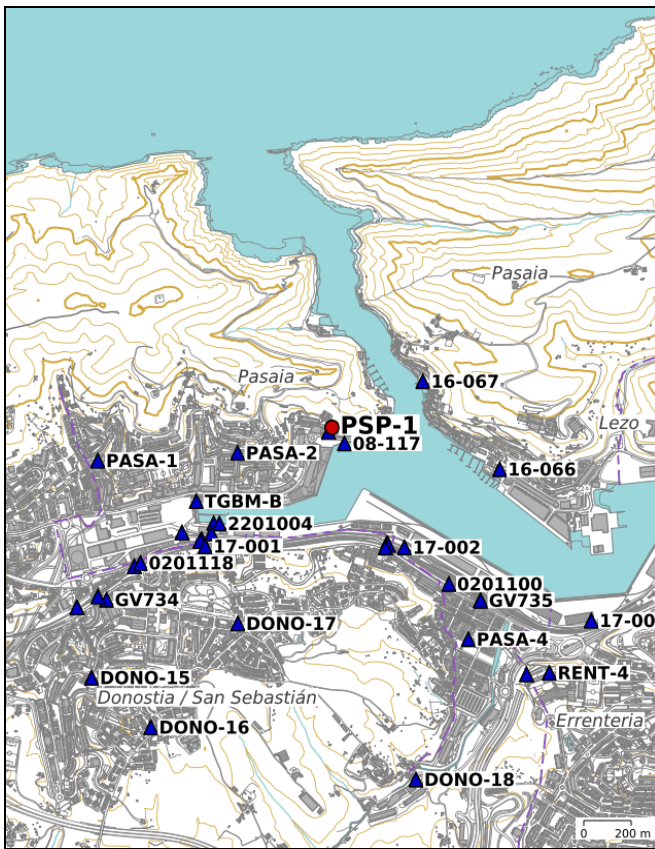 Pasaia
Pasaia
16-067
PSP-1
Lezo
08-117
PASA-1
PASA-2
16-066
TGBM-B
2201004
17-001
17-002
0201118
0201100
GV734
GV735
17-00
DONO-17
PASA-4
RENT-4
DONO-15
Donostia / San Sebastián
DONO-16
Errenteria
DONO-18
0 200 m